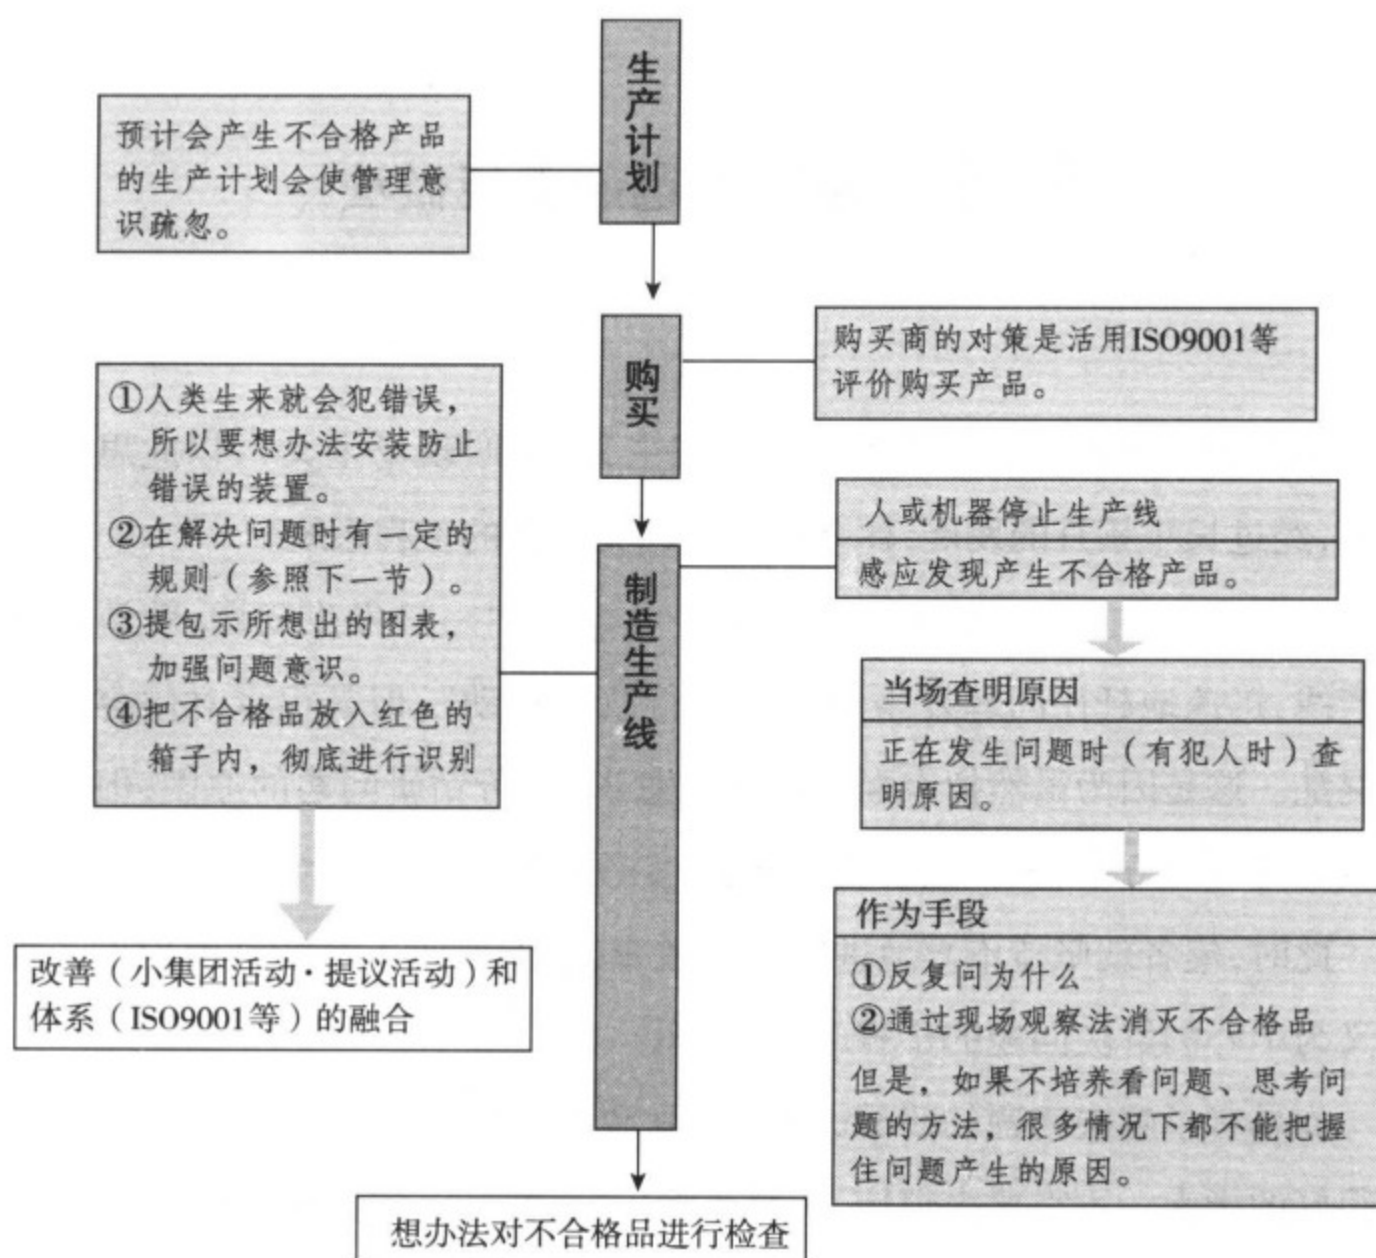 生产计划
预计会产生不合格产品
的生产计划会使管理意
识疏忽。
购买
购买商的对策是活用ISO9001等
评价购买产品。
①人类生来就会犯错误,
所以要想办法安装防止
错误的装置。
②在解决问题时有一定的
规则(参照下一节)。
③提包示所想出的图表,
加强问题意识。
④把不合格品放入红色的
箱子内,彻底进行识别
制造生产线
人或机器停止生产线
感应发现产生不合格产品。
当场查明原因
正在发生问题时(有犯人时)查
明原因。
作为手段
①反复问为什么
②通过现场观察法消灭不合格品
但是,如果不培养看问题、思考问
题的方法,很多情况下都不能把握
住问题产生的原因。
改善(小集团活动·提议活动)和
体系(ISO9001等)的融合
想办法对不合格品进行检查